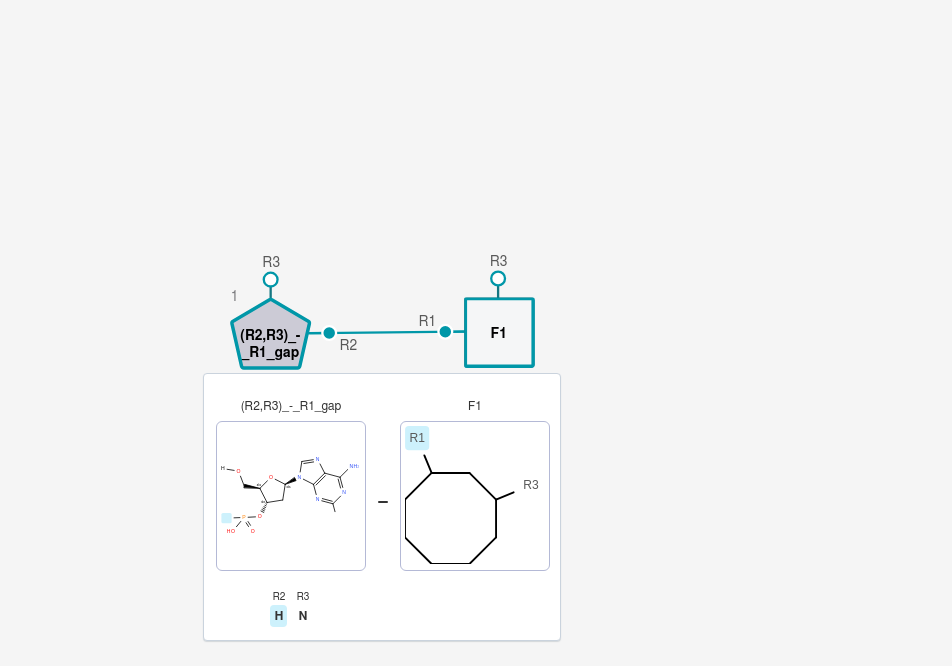 R3
R3
1
(R2,R3)_-
_R1_gap
R2
R1
F1
(R2,R3)_-_R1_gap
F1
R1
R3
H
O
O
N
N
NH₂
N
N
N
O
P
HO
O
–
R2 R3
H N